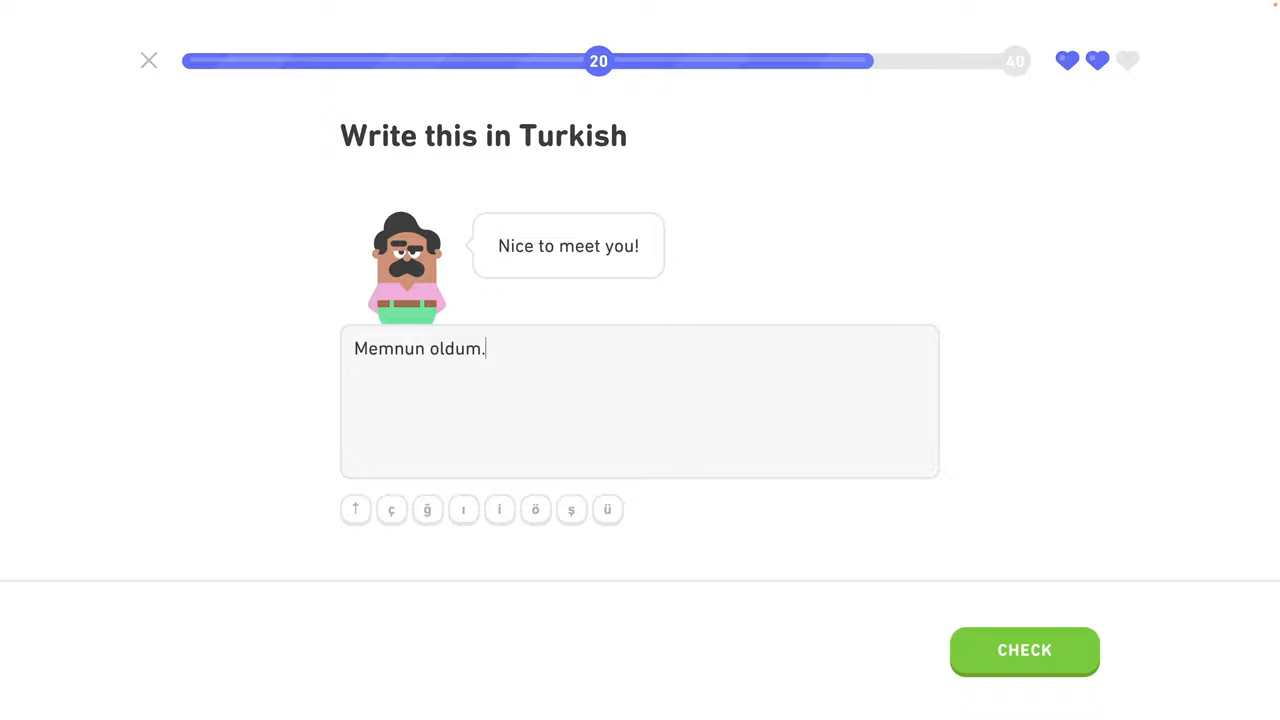 20
40
Write this in Turkish
Nice to meet you!
Memnun oldum.
↑ ç ğ ı i ö ş ü
CHECK